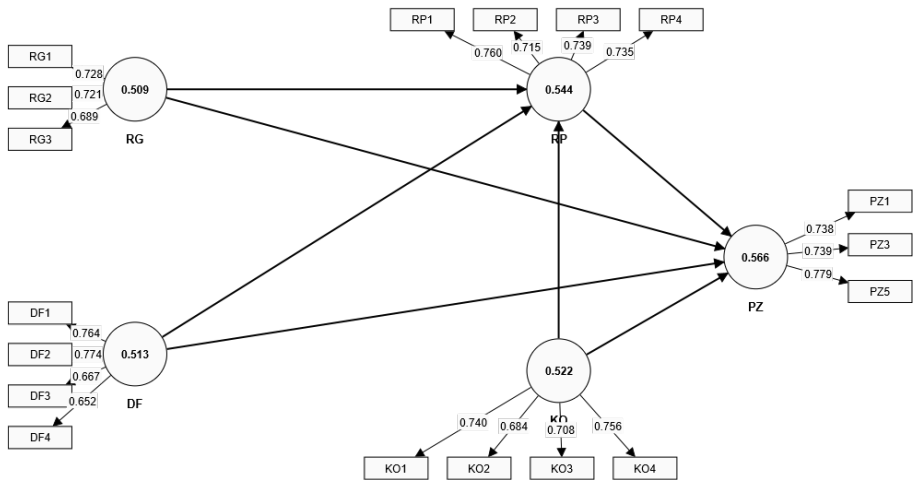 RP1 RP2 RP3 RP4
0.760 0.715 0.739 0.735
RG1
RG2
RG3
0.728
0.721
0.689
0.509
RG
0.544
RP
PZ1
PZ3
PZ5
0.738
0.739
0.779
0.566
PZ
DF1
DF2
DF3
DF4
0.764
0.774
0.667
0.652
0.513
DF
0.522
KO
0.740 0.684 0.708 0.756
KO1 KO2 KO3 KO4